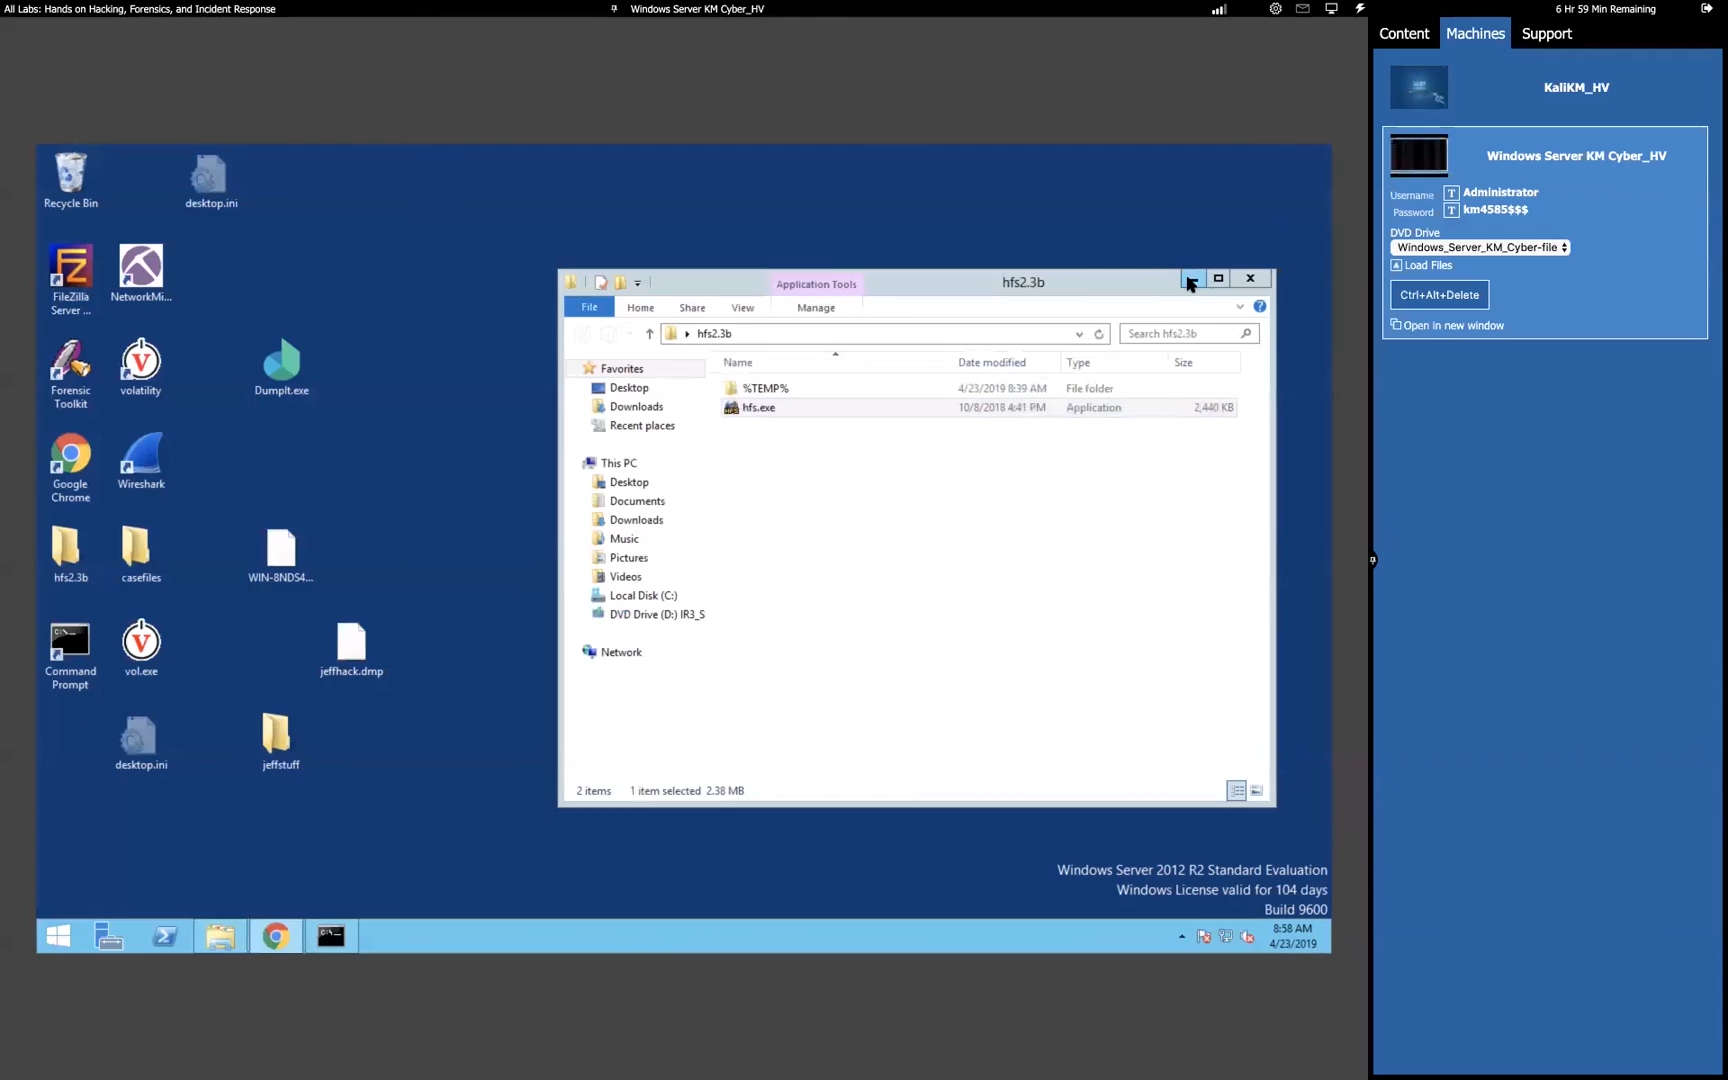 All Labs: Hands on Hacking, Forensics, and Incident Response
Windows Server KM Cyber_HV
6 Hr 59 Min Remaining
Content Machines Support
KaliKM_HV
Windows Server KM Cyber_HV
Username T Administrator
Password T km4585$$$
DVD Drive
Windows_Server_KM_Cyber-file
Load Files
Ctrl+Alt+Delete
Open in new window
Recycle Bin
desktop.ini
FileZilla
Server ...
NetworkMi...
Forensic
Toolkit
volatility
DumpIt.exe
Google
Chrome
Wireshark
hfs2.3b
casefiles
WIN-8NDS4...
Command
Prompt
vol.exe
jeffhack.dmp
desktop.ini
jeffstuff
Application Tools
hfs2.3b
File Home Share View Manage
hfs2.3b
Search hfs2.3b
Favorites
Desktop
Downloads
Recent places
This PC
Desktop
Documents
Downloads
Music
Pictures
Videos
Local Disk (C:)
DVD Drive (D:) IR3_S
Network
Name Date modified Type Size
%TEMP% 4/23/2019 8:39 AM File folder
hfs.exe 10/8/2018 4:41 PM Application 2,440 KB
2 items 1 item selected 2.38 MB
Windows Server 2012 R2 Standard Evaluation
Windows License valid for 104 days
Build 9600
8:58 AM
4/23/2019